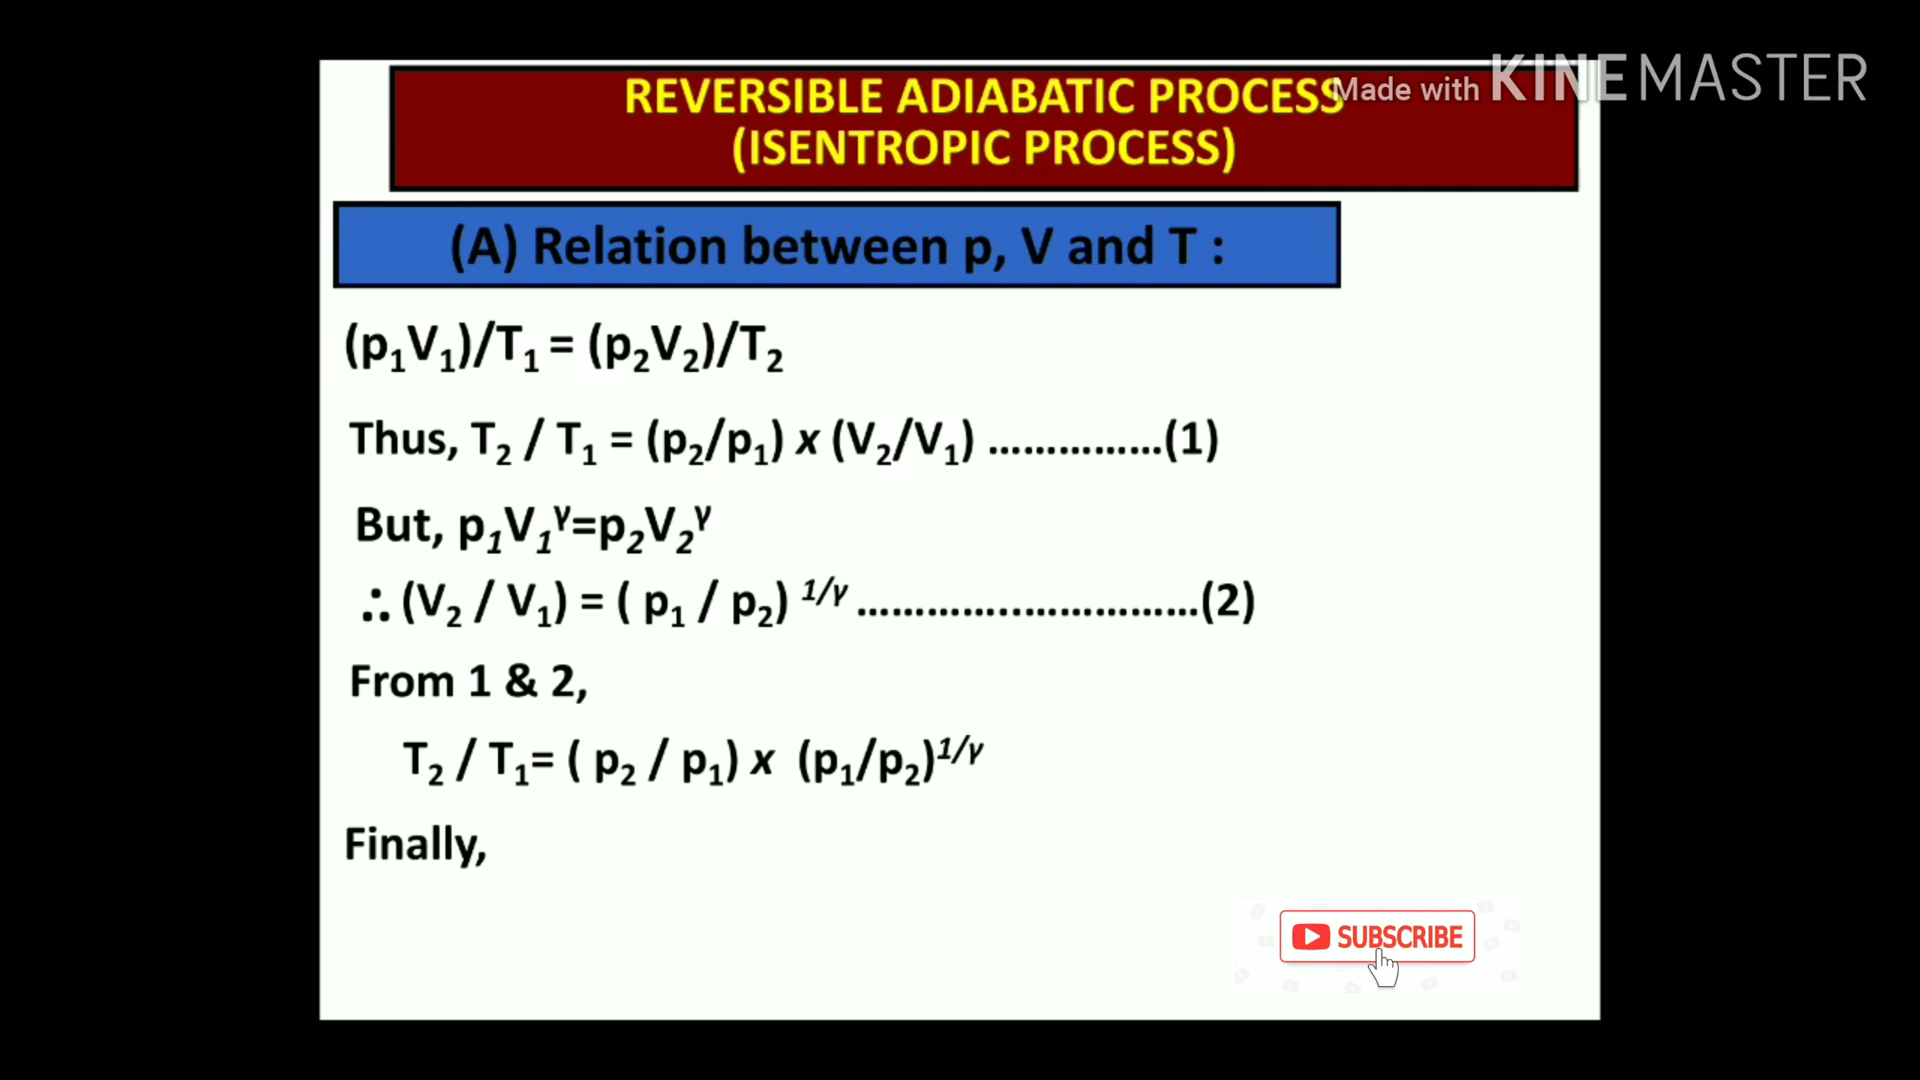 REVERSIBLE ADIABATIC PROCESS
(ISENTROPIC PROCESS)
Made with KINEMASTER
(A) Relation between p, V and T :
(p₁V₁)/T₁ = (p₂V₂)/T₂
Thus, T₂ / T₁ = (p₂/p₁) x (V₂/V₁) ...............(1)
But, p₁V₁ᵞ=p₂V₂ᵞ
∴ (V₂ / V₁) = ( p₁ / p₂) ¹/ᵞ .............................(2)
From 1 & 2,
T₂ / T₁= ( p₂ / p₁) x (p₁/p₂)¹/ᵞ
Finally,
SUBSCRIBE